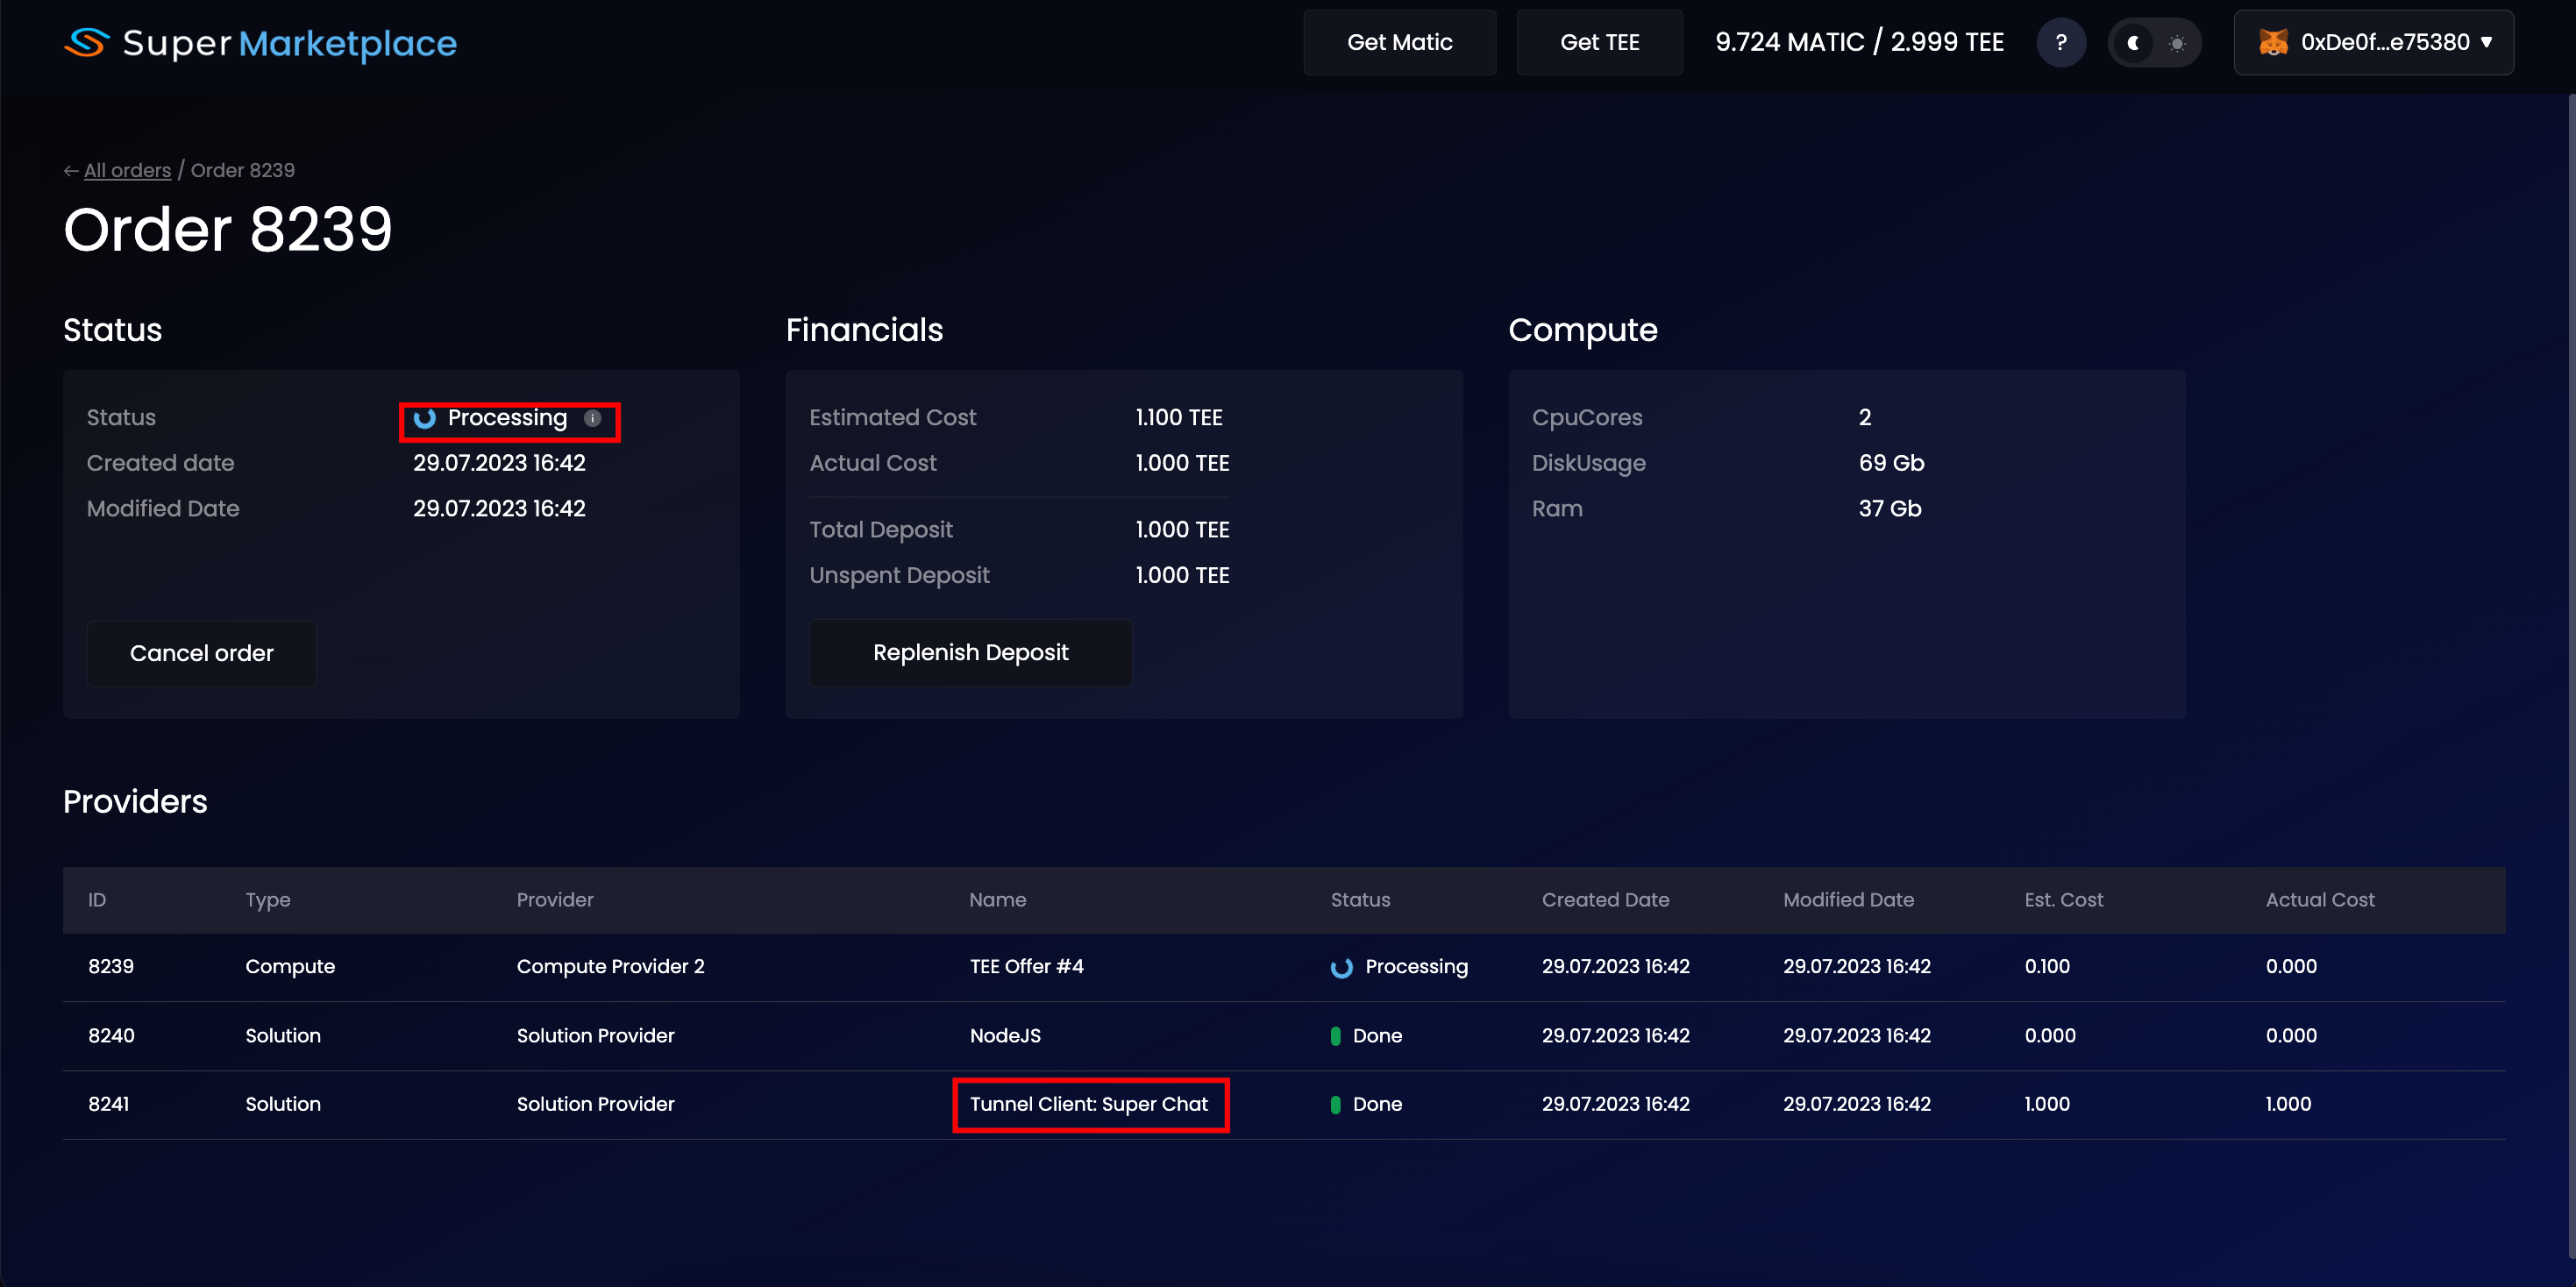 Super Marketplace
Get Matic
Get TEE
9.724 MATIC / 2.999 TEE
?
0xDe0f...e75380 ▼
← All orders / Order 8239
Order 8239
Status
Status Processing i
Created date 29.07.2023 16:42
Modified Date 29.07.2023 16:42
Cancel order
Financials
Estimated Cost 1.100 TEE
Actual Cost 1.000 TEE
Total Deposit 1.000 TEE
Unspent Deposit 1.000 TEE
Replenish Deposit
Compute
CpuCores 2
DiskUsage 69 Gb
Ram 37 Gb
Providers
ID Type Provider Name Status Created Date Modified Date Est. Cost Actual Cost
8239 Compute Compute Provider 2 TEE Offer #4 Processing 29.07.2023 16:42 29.07.2023 16:42 0.100 0.000
8240 Solution Solution Provider NodeJS Done 29.07.2023 16:42 29.07.2023 16:42 0.000 0.000
8241 Solution Solution Provider Tunnel Client: Super Chat Done 29.07.2023 16:42 29.07.2023 16:42 1.000 1.000